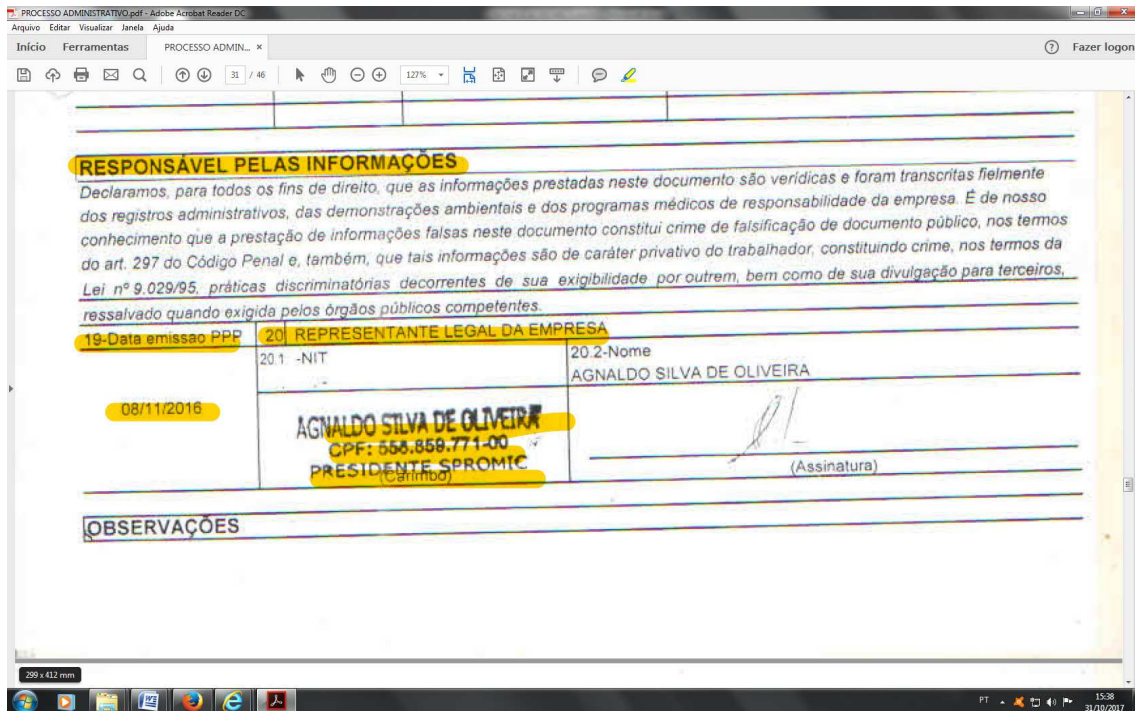 PROCESSO ADMINISTRATIVO.pdf - Adobe Acrobat Reader DC
Arquivo Editar Visualizar Janela Ajuda
Início Ferramentas PROCESSO ADMIN... × Fazer logon
31 / 46 127%
RESPONSÁVEL PELAS INFORMAÇÕES
Declaramos, para todos os fins de direito, que as informações prestadas neste documento são verídicas e foram transcritas fielmente
dos registros administrativos, das demonstrações ambientais e dos programas médicos de responsabilidade da empresa. É de nosso
conhecimento que a prestação de informações falsas neste documento constitui crime de falsificação de documento público, nos termos
do art. 297 do Código Penal e, também, que tais informações são de caráter privativo do trabalhador, constituindo crime, nos termos da
Lei nº 9.029/95, práticas discriminatórias decorrentes de sua exigibilidade por outrem, bem como de sua divulgação para terceiros,
ressalvado quando exigida pelos órgãos públicos competentes.
19-Data emissao PPP 20 REPRESENTANTE LEGAL DA EMPRESA
20.1 -NIT 20.2-Nome
AGNALDO SILVA DE OLIVEIRA
08/11/2016
AGNALDO SILVA DE OLIVEIRA
CPF:
PRESIDENTE SPROMIC
(Carimbo) (Assinatura)
OBSERVAÇÕES
299 x 412 mm
PT 15:38
31/10/2017